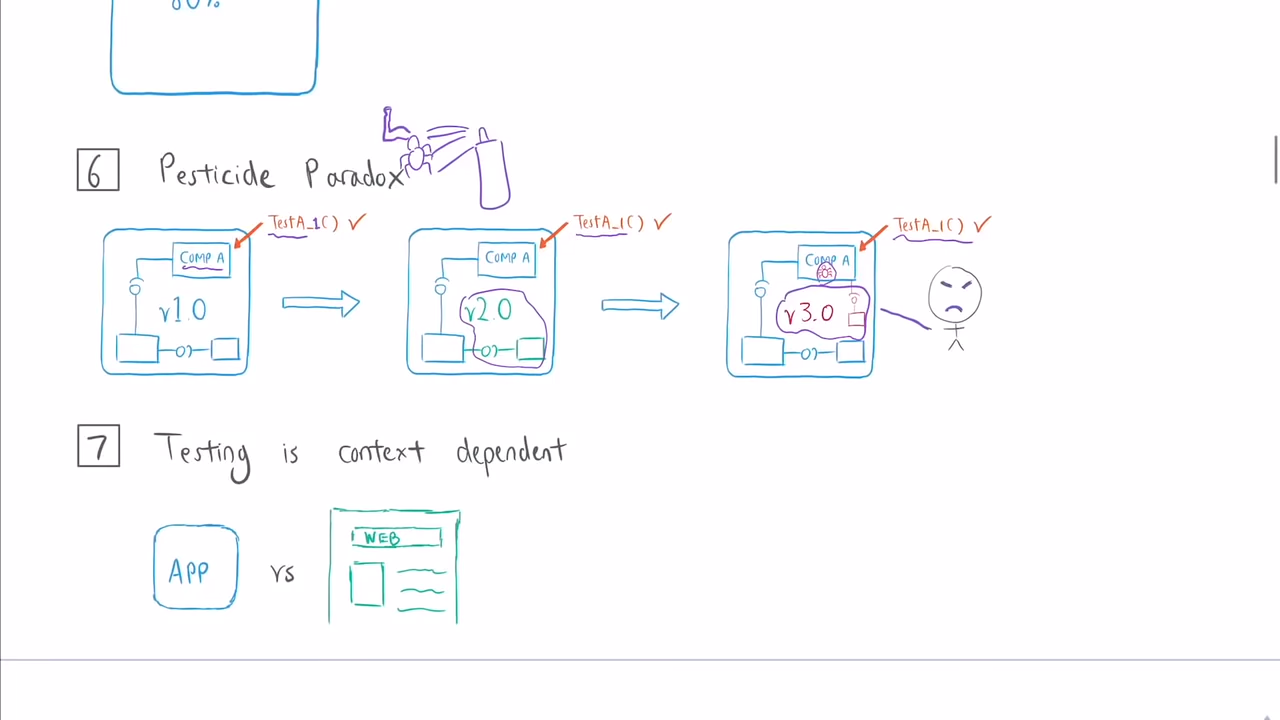 80%
6 Pesticide Paradox
TestA_1() ✓
COMP A
v1.0
TestA_1() ✓
COMP A
v2.0
TestA_1() ✓
COMP A
v3.0
7 Testing is context dependent
APP vs WEB